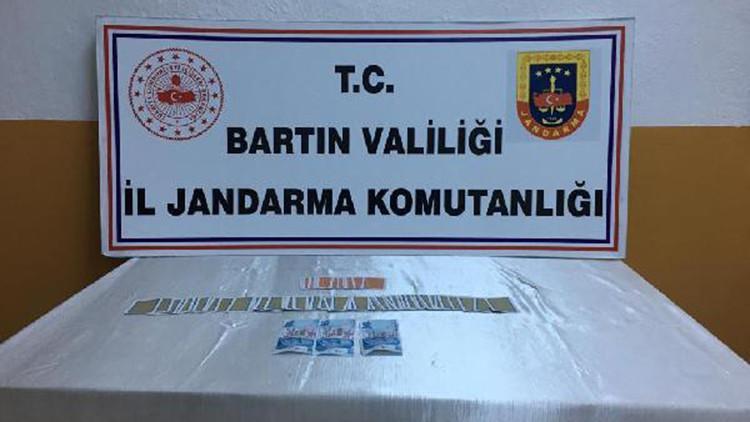 T.C.
BARTIN VALİLİĞİ
İL JANDARMA KOMUTANLIĞI
JANDARMA